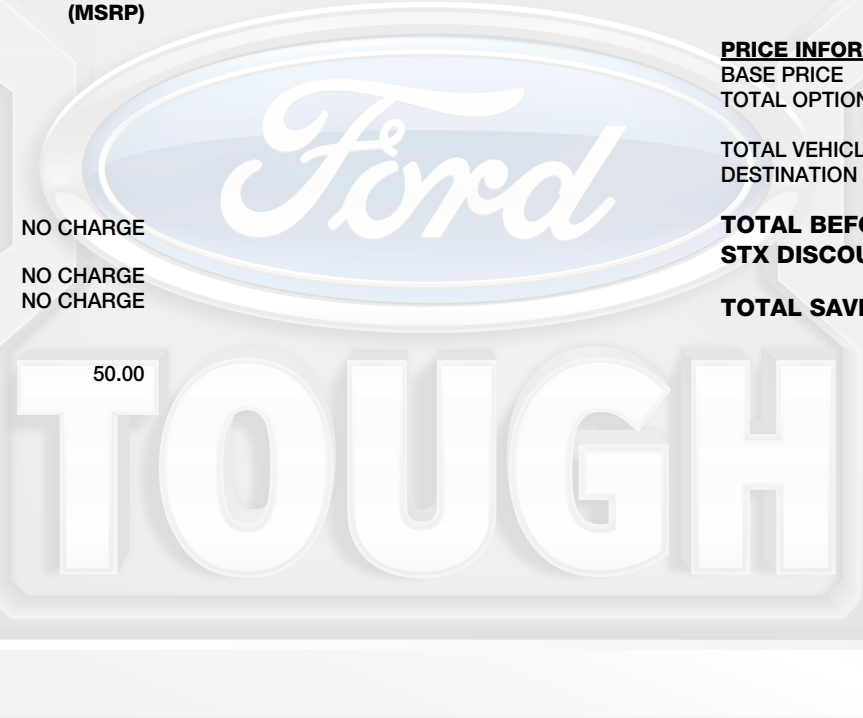 (MSRP)
NO CHARGE
NO CHARGE
NO CHARGE
50.00
Ford
TOUGH
PRICE INFOR
BASE PRICE
TOTAL OPTION
TOTAL VEHICL
DESTINATION
TOTAL BEFO
STX DISCOU
TOTAL SAVI